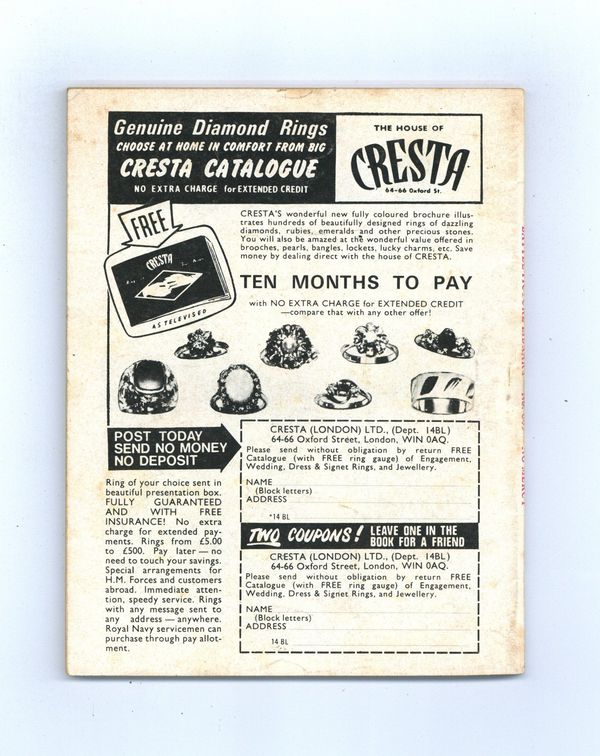 Genuine Diamond Rings
CHOOSE AT HOME IN COMFORT FROM BIG
CRESTA CATALOGUE
NO EXTRA CHARGE for EXTENDED CREDIT
THE HOUSE OF
CRESTA
64-66 Oxford St.
FREE
CRESTA
AS TELEVISED
CRESTA'S wonderful new fully coloured brochure illus-
trates hundreds of beautifully designed rings of dazzling
diamonds, rubies, emeralds and other precious stones.
You will also be amazed at the wonderful value offered in
brooches, pearls, bangles, lockets, lucky charms, etc. Save
money by dealing direct with the house of CRESTA.
TEN MONTHS TO PAY
with NO EXTRA CHARGE for EXTENDED CREDIT
—compare that with any other offer!
POST TODAY
SEND NO MONEY
NO DEPOSIT
Ring of your choice sent in
beautiful presentation box.
FULLY GUARANTEED
AND WITH FREE
INSURANCE! No extra
charge for extended pay-
ments. Rings from £5.00
to £500. Pay later — no
need to touch your savings.
Special arrangements for
H.M. Forces and customers
abroad. Immediate atten-
tion, speedy service. Rings
with any message sent to
any address — anywhere.
Royal Navy servicemen can
purchase through pay allot-
ment.
CRESTA (LONDON) LTD., (Dept. 14BL)
64-66 Oxford Street, London, WIN 0AQ.
Please send without obligation by return FREE
Catalogue (with FREE ring gauge) of Engagement,
Wedding, Dress & Signet Rings, and Jewellery.
NAME
(Block letters)
ADDRESS
*14 BL
TWO COUPONS! LEAVE ONE IN THE
BOOK FOR A FRIEND
CRESTA (LONDON) LTD., (Dept. 14BL)
64-66 Oxford Street, London, WIN 0AQ.
Please send without obligation by return FREE
Catalogue (with FREE ring gauge) of Engagement,
Wedding, Dress & Signet Rings, and Jewellery.
NAME
(Block letters)
ADDRESS
14 BL